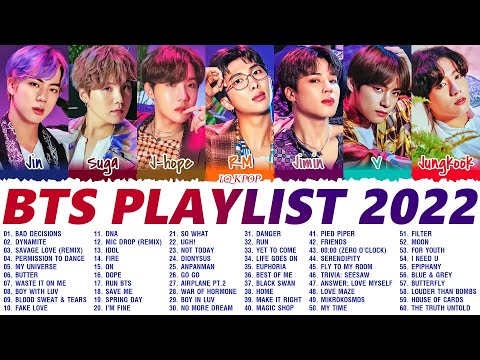 Jin Suga J-hope RM Jimin V Jungkook
1Q KPOP
BTS PLAYLIST 2022
01. BAD DECISIONS
02. DYNAMITE
03. SAVAGE LOVE (REMIX)
04. PERMISSION TO DANCE
05. MY UNIVERSE
06. BUTTER
07. WASTE IT ON ME
08. BOY WITH LUV
09. BLOOD SWEAT & TEARS
10. FAKE LOVE
11. DNA
12. MIC DROP (REMIX)
13. IDOL
14. FIRE
15. ON
16. DOPE
17. RUN BTS
18. SAVE ME
19. SPRING DAY
20. I'M FINE
21. SO WHAT
22. UGH!
23. NOT TODAY
24. DIONYSUS
25. ANPANMAN
26. GO GO
27. AIRPLANE PT.2
28. WAR OF HORMONE
29. BOY IN LUV
30. NO MORE DREAM
31. DANGER
32. RUN
33. YET TO COME
34. LIFE GOES ON
35. EUPHORIA
36. BEST OF ME
37. BLACK SWAN
38. HOME
39. MAKE IT RIGHT
40. MAGIC SHOP
41. PIED PIPER
42. FRIENDS
43. 00:00 (ZERO O'CLOCK)
44. SERENDIPITY
45. FLY TO MY ROOM
46. TRIVIA: SEESAW
47. ANSWER: LOVE MYSELF
48. LOVE MAZE
49. MIKROKOSMOS
50. MY TIME
51. FILTER
52. MOON
53. FOR YOUTH
54. I NEED U
55. EPIPHANY
56. BLUE & GREY
57. BUTTERFLY
58. LOUDER THAN BOMBS
59. HOUSE OF CARDS
60. THE TRUTH UNTOLD